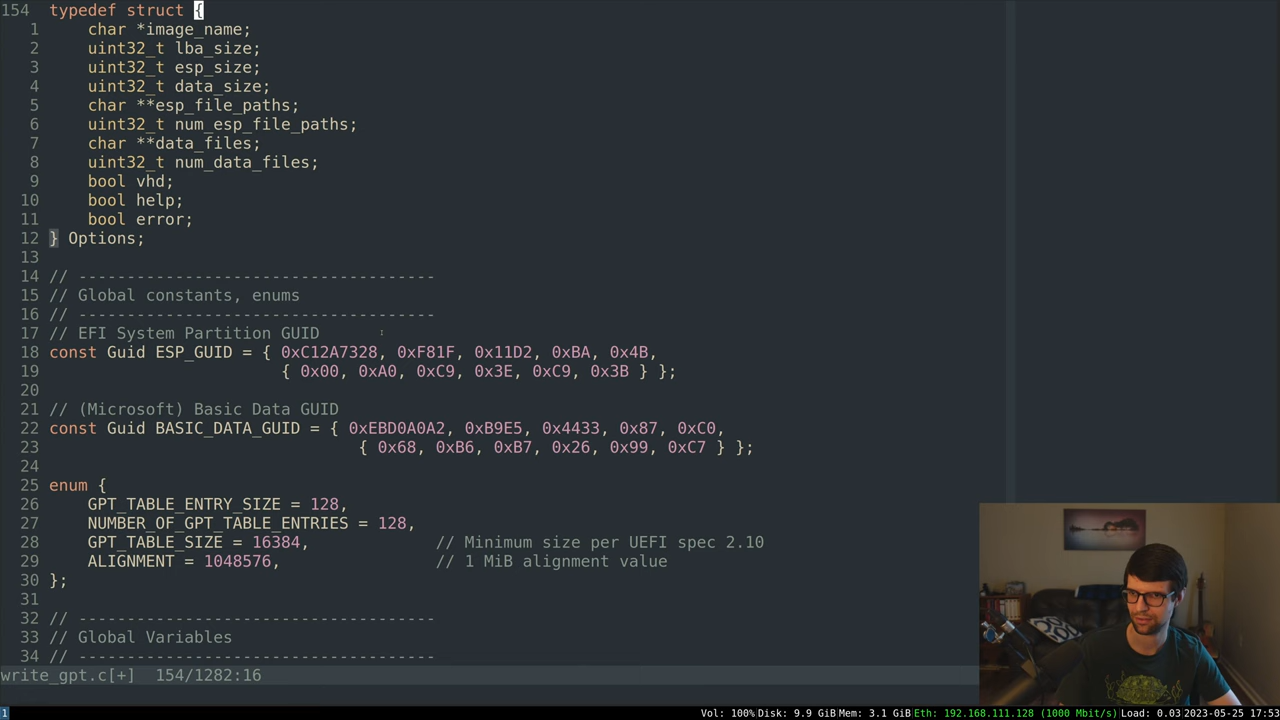 154 typedef struct {
1 char *image_name;
2 uint32_t lba_size;
3 uint32_t esp_size;
4 uint32_t data_size;
5 char **esp_file_paths;
6 uint32_t num_esp_file_paths;
7 char **data_files;
8 uint32_t num_data_files;
9 bool vhd;
10 bool help;
11 bool error;
12 } Options;
13
14 // -------------------------------------
15 // Global constants, enums
16 // -------------------------------------
17 // EFI System Partition GUID
18 const Guid ESP_GUID = { 0xC12A7328, 0xF81F, 0x11D2, 0xBA, 0x4B,
19 { 0x00, 0xA0, 0xC9, 0x3E, 0xC9, 0x3B } };
20
21 // (Microsoft) Basic Data GUID
22 const Guid BASIC_DATA_GUID = { 0xEBD0A0A2, 0xB9E5, 0x4433, 0x87, 0xC0,
23 { 0x68, 0xB6, 0xB7, 0x26, 0x99, 0xC7 } };
24
25 enum {
26 GPT_TABLE_ENTRY_SIZE = 128,
27 NUMBER_OF_GPT_TABLE_ENTRIES = 128,
28 GPT_TABLE_SIZE = 16384, // Minimum size per UEFI spec 2.10
29 ALIGNMENT = 1048576, // 1 MiB alignment value
30 };
31
32 // -------------------------------------
33 // Global Variables
34 // -------------------------------------
write_gpt.c[+] 154/1282:16
1 Vol: 100% Disk: 9.9 GiB Mem: 3.1 GiB Eth: 192.168.111.128 (1000 Mbit/s) Load: 0.03 2023-05-25 17:53